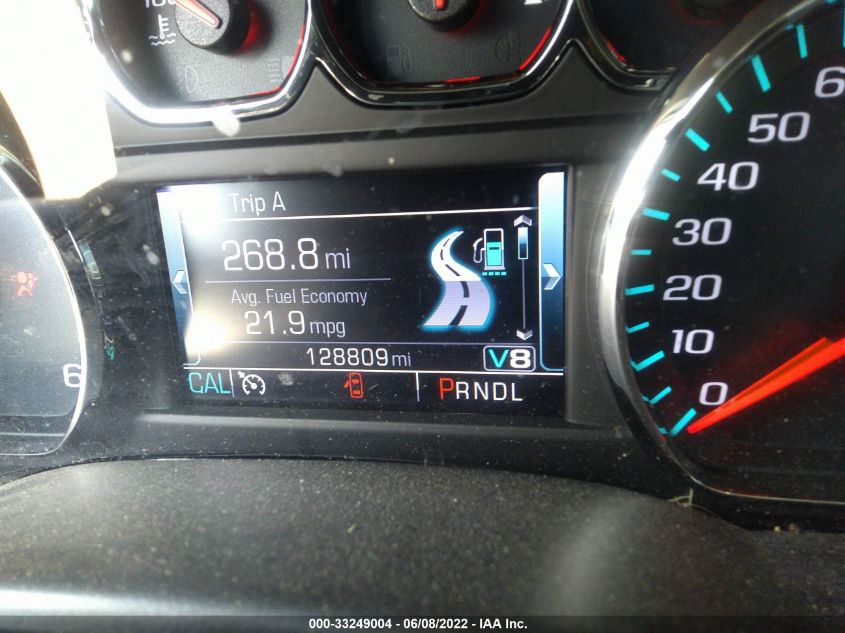 Trip A
268.8 mi
Avg. Fuel Economy
21.9 mpg
128809 mi
V8
CAL
PRNDL
6
50
40
30
20
10
0
000-33249004 - 06/08/2022 - IAA Inc.